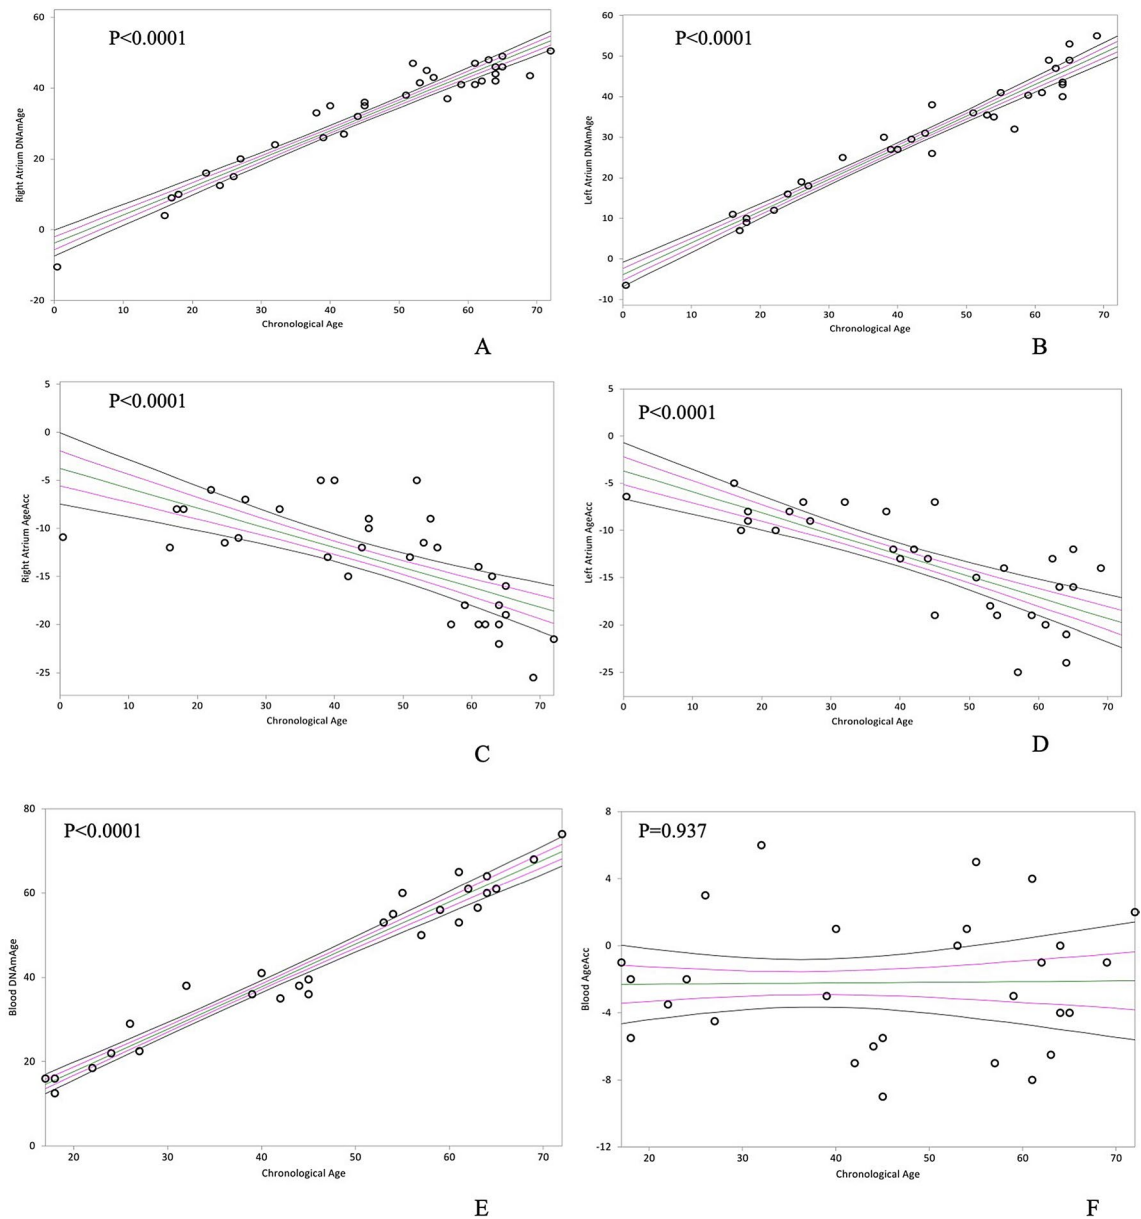 P<0.0001
Right Atrium DNAmAge
60
40
20
0
-20
0 10 20 30 40 50 60 70
Chronological Age
A
P<0.0001
Left Atrium DNAmAge
60
50
40
30
20
10
0
-10
0 10 20 30 40 50 60 70
Chronological Age
B
P<0.0001
Right Atrium AgeAcc
5
0
-5
-10
-15
-20
-25
0 10 20 30 40 50 60 70
Chronological Age
C
P<0.0001
Left Atrium AgeAcc
5
0
-5
-10
-15
-20
-25
0 10 20 30 40 50 60 70
Chronological Age
D
P<0.0001
Blood DNAmAge
80
60
40
20
0
20 30 40 50 60 70
Chronological Age
E
P=0.937
Blood AgeAcc
8
4
0
-4
-8
-12
20 30 40 50 60 70
Chronological Age
F